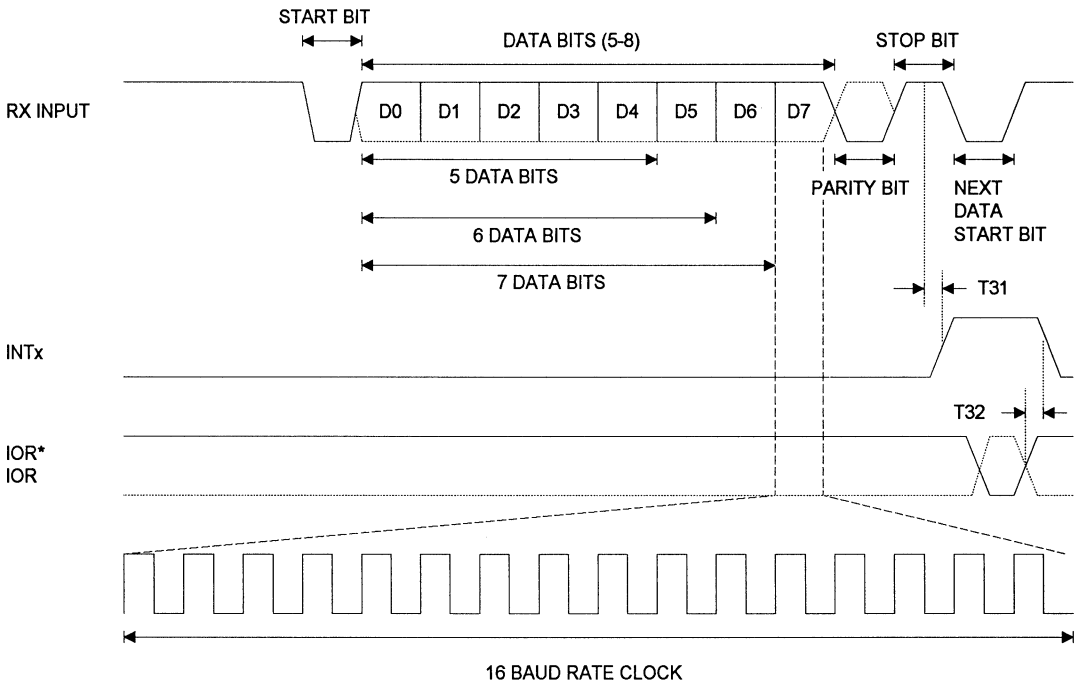 START BIT
DATA BITS (5-8)
STOP BIT
RX INPUT
D0 D1 D2 D3 D4 D5 D6 D7
5 DATA BITS
PARITY BIT
NEXT
DATA
START BIT
6 DATA BITS
7 DATA BITS
T31
INTx
T32
IOR*
IOR
16 BAUD RATE CLOCK